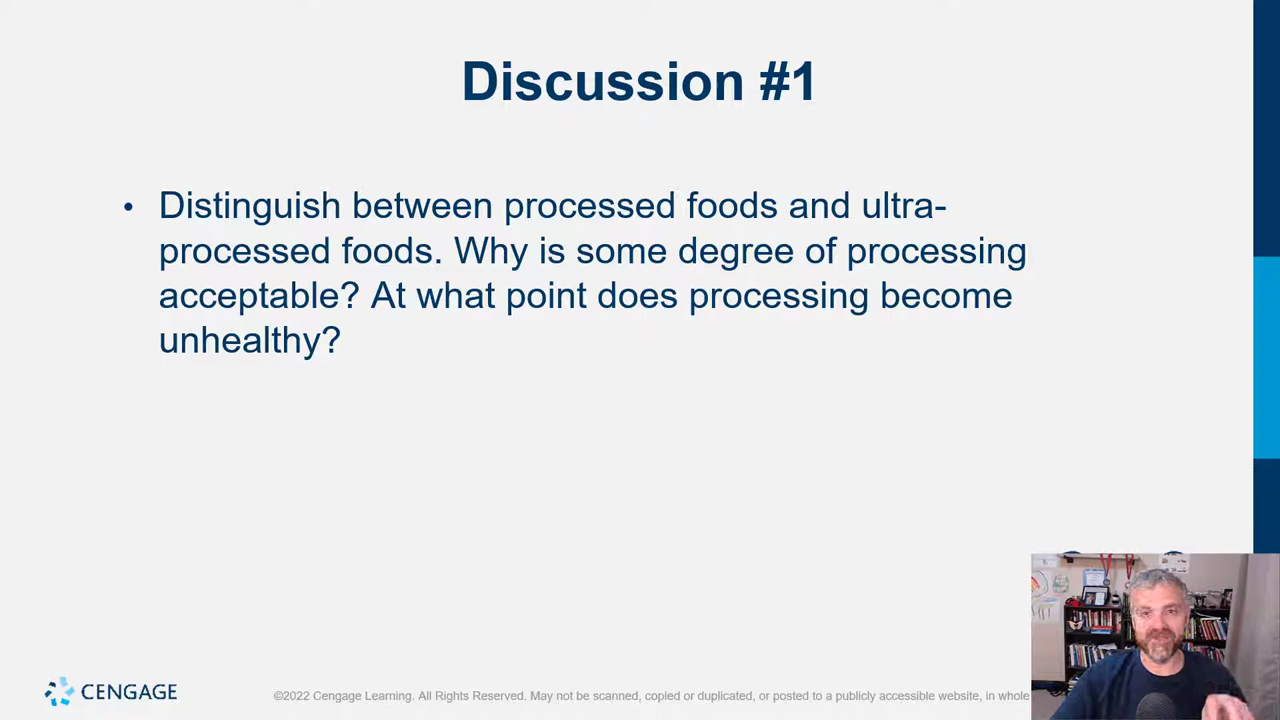 Discussion #1
• Distinguish between processed foods and ultra-
processed foods. Why is some degree of processing
acceptable? At what point does processing become
unhealthy?
CENGAGE
©2022 Cengage Learning. All Rights Reserved. May not be scanned, copied or duplicated, or posted to a publicly accessible website, in whole